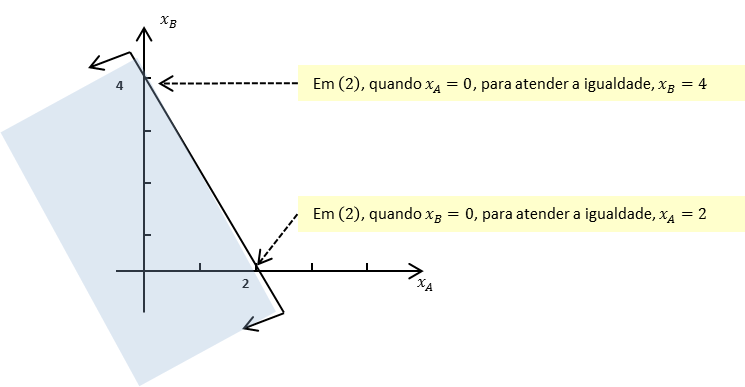 x_B
Em (2), quando x_A = 0, para atender a igualdade, x_B = 4
4
Em (2), quando x_B = 0, para atender a igualdade, x_A = 2
2
x_A